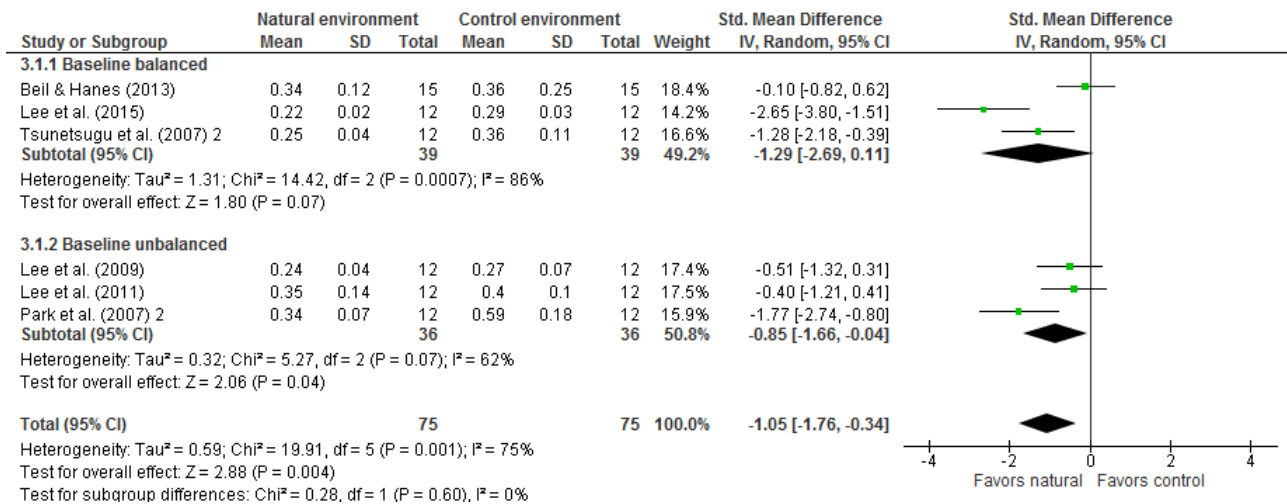 Natural environment Control environment Std. Mean Difference Std. Mean Difference
Study or Subgroup Mean SD Total Mean SD Total Weight IV, Random, 95% CI IV, Random, 95% CI
3.1.1 Baseline balanced
Beil & Hanes (2013) 0.34 0.12 15 0.36 0.25 15 18.4% -0.10 [-0.82, 0.62]
Lee et al. (2015) 0.22 0.02 12 0.29 0.03 12 14.2% -2.65 [-3.80, -1.51]
Tsunetsugu et al. (2007) 2 0.25 0.04 12 0.36 0.11 12 16.6% -1.28 [-2.18, -0.39]
Subtotal (95% CI) 39 39 49.2% -1.29 [-2.69, 0.11]
Heterogeneity: Tau² = 1.31; Chi² = 14.42, df = 2 (P = 0.0007); I² = 86%
Test for overall effect: Z = 1.80 (P = 0.07)
3.1.2 Baseline unbalanced
Lee et al. (2009) 0.24 0.04 12 0.27 0.07 12 17.4% -0.51 [-1.32, 0.31]
Lee et al. (2011) 0.35 0.14 12 0.4 0.1 12 17.5% -0.40 [-1.21, 0.41]
Park et al. (2007) 2 0.34 0.07 12 0.59 0.18 12 15.9% -1.77 [-2.74, -0.80]
Subtotal (95% CI) 36 36 50.8% -0.85 [-1.66, -0.04]
Heterogeneity: Tau² = 0.32; Chi² = 5.27, df = 2 (P = 0.07); I² = 62%
Test for overall effect: Z = 2.06 (P = 0.04)
Total (95% CI) 75 75 100.0% -1.05 [-1.76, -0.34]
Heterogeneity: Tau² = 0.59; Chi² = 19.91, df = 5 (P = 0.001); I² = 75%
Test for overall effect: Z = 2.88 (P = 0.004)
Test for subgroup differences: Chi² = 0.28, df = 1 (P = 0.60), I² = 0%
-4 -2 0 2 4
Favors natural Favors control